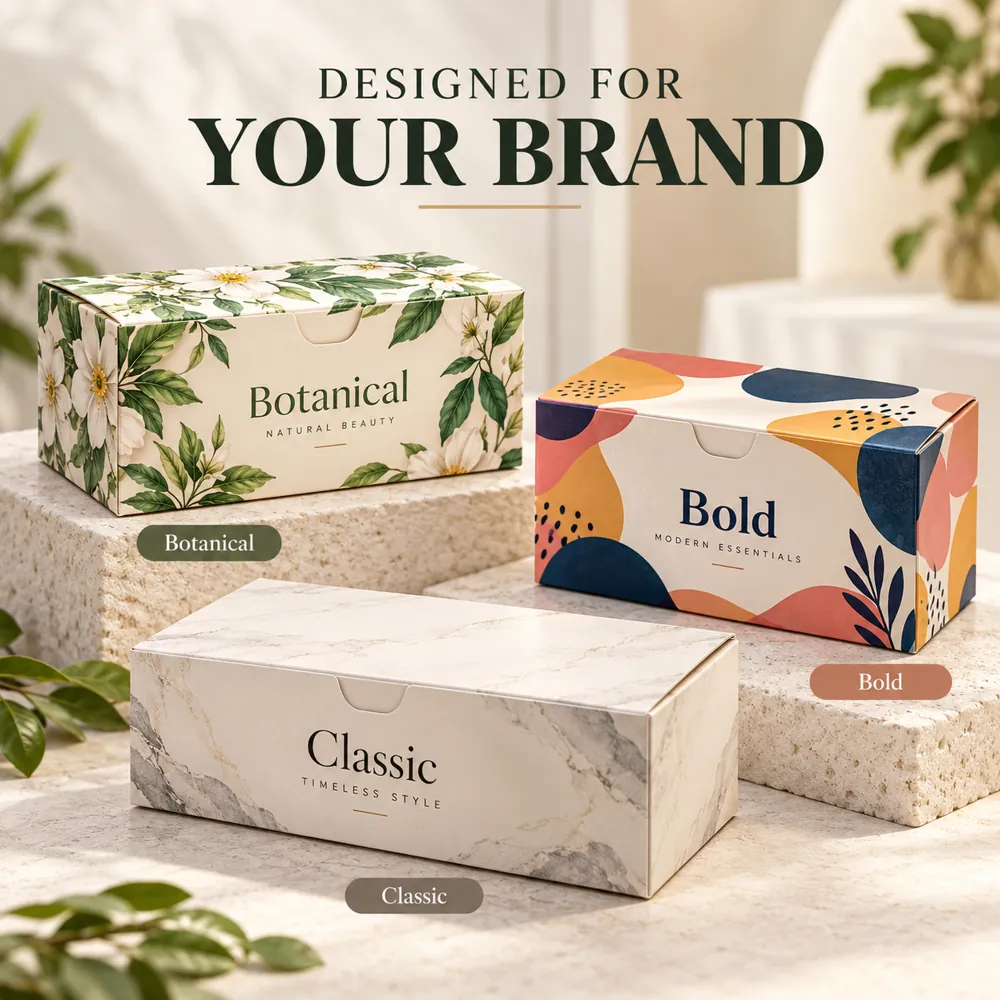 DESIGNED FOR
YOUR BRAND
Botanical
NATURAL BEAUTY
Botanical
Bold
MODERN ESSENTIALS
Bold
Classic
TIMELESS STYLE
Classic